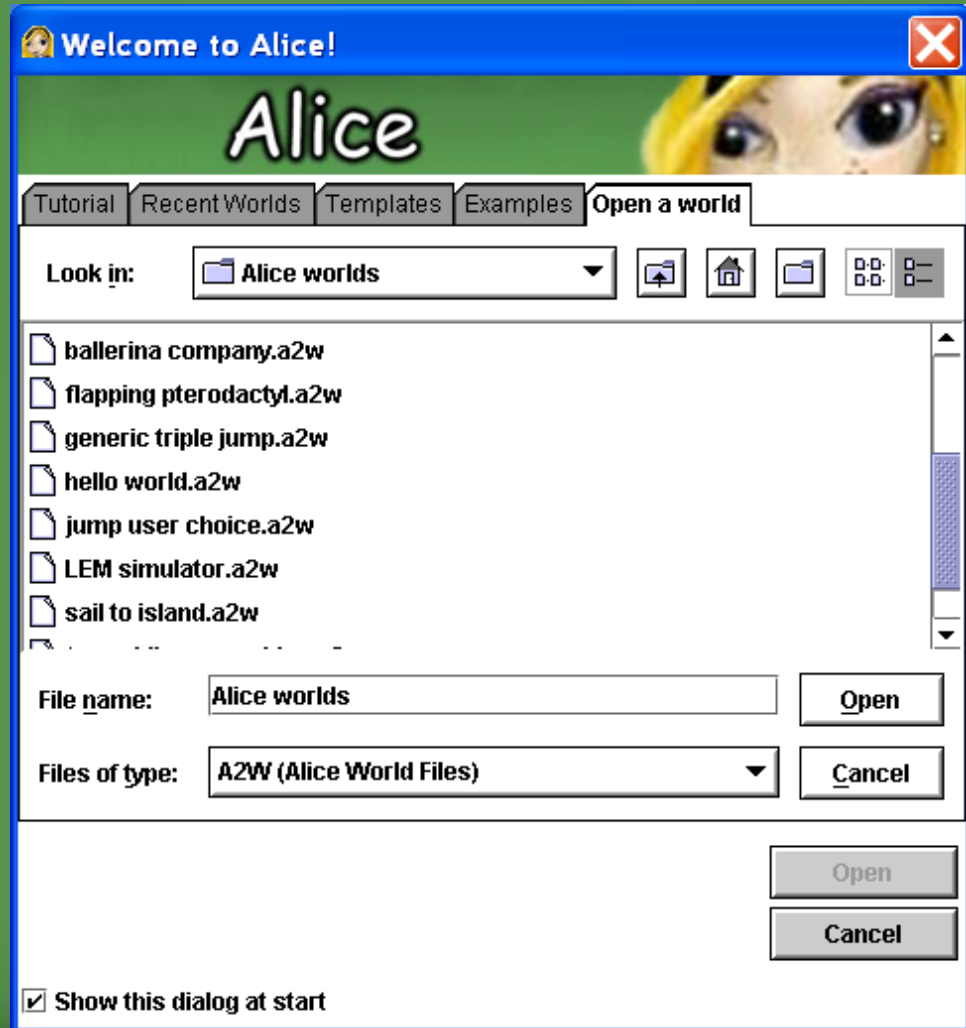 Welcome to Alice!
Alice
Tutorial Recent Worlds Templates Examples Open a world
Look in: Alice worlds
ballerina company.a2w
flapping pterodactyl.a2w
generic triple jump.a2w
hello world.a2w
jump user choice.a2w
LEM simulator.a2w
sail to island.a2w
File name: Alice worlds Open
Files of type: A2W (Alice World Files) Cancel
Open
Cancel
Show this dialog at start